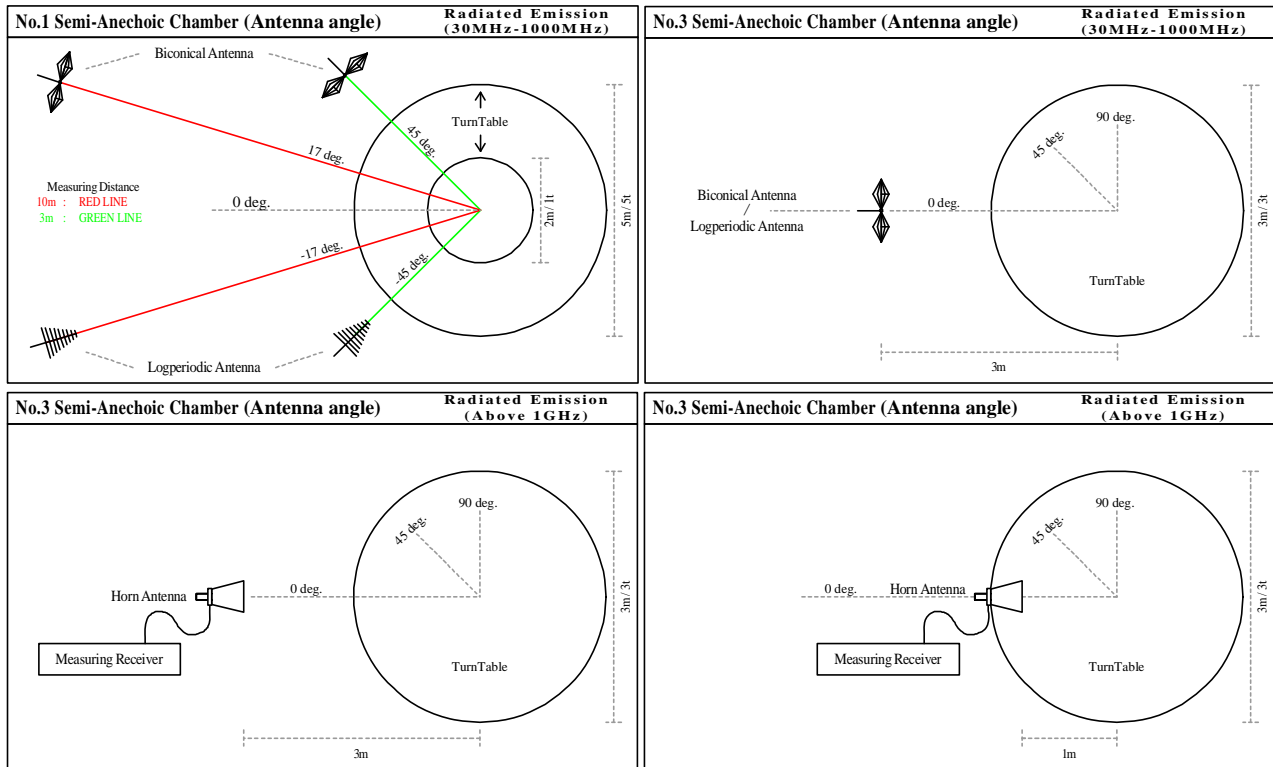 No.1 Semi-Anechoic Chamber (Antenna angle)
Radiated Emission
(30MHz-1000MHz)
Biconical Antenna
TurnTable
45 deg.
17 deg.
Measuring Distance
10m : RED LINE
3m : GREEN LINE
0 deg.
2m/ 1t
5m/ 5t
-17 deg.
-45 deg.
Logperiodic Antenna
No.3 Semi-Anechoic Chamber (Antenna angle)
Radiated Emission
(30MHz-1000MHz)
90 deg.
45 deg.
Biconical Antenna
/
Logperiodic Antenna
0 deg.
3m/ 3t
TurnTable
3m
No.3 Semi-Anechoic Chamber (Antenna angle)
Radiated Emission
(Above 1GHz)
90 deg.
45 deg.
Horn Antenna
0 deg.
3m/ 3t
Measuring Receiver
TurnTable
3m
No.3 Semi-Anechoic Chamber (Antenna angle)
Radiated Emission
(Above 1GHz)
90 deg.
45 deg.
0 deg.
Horn Antenna
3m/ 3t
Measuring Receiver
TurnTable
1m